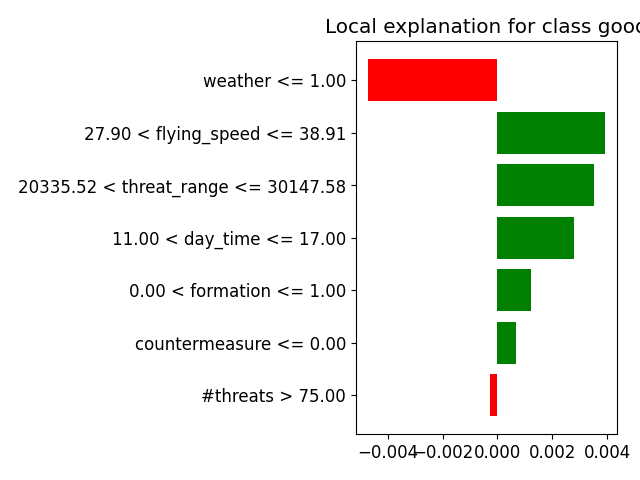 Local explanation for class good
weather <= 1.00
27.90 < flying_speed <= 38.91
20335.52 < threat_range <= 30147.58
11.00 < day_time <= 17.00
0.00 < formation <= 1.00
countermeasure <= 0.00
#threats > 75.00
−0.004 −0.002 0.000 0.002 0.004